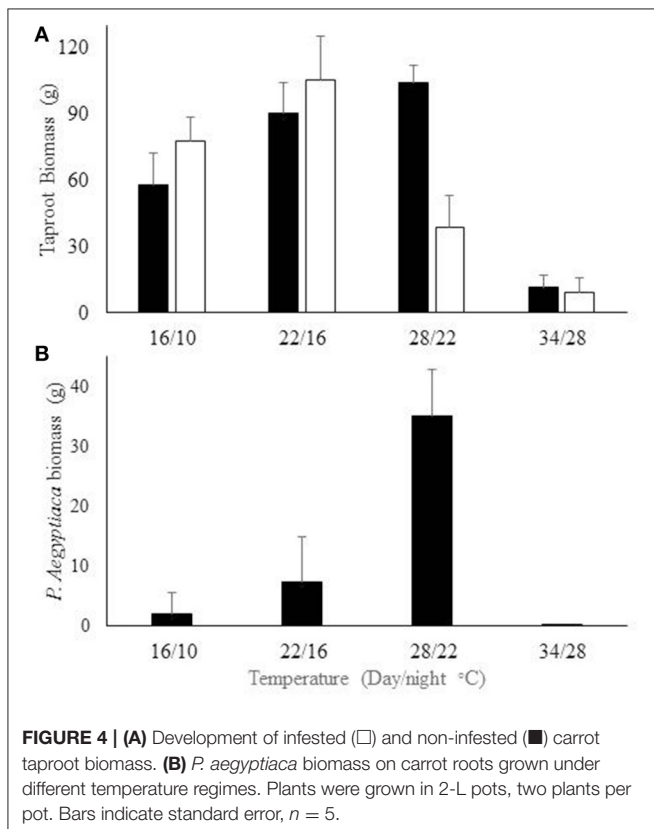 A
Taproot Biomass (g)
120
90
60
30
0
16/10 22/16 28/22 34/28
B
P. Aegyptiaca biomass (g)
40
30
20
10
0
16/10 22/16 28/22 34/28
Temperature (Day/night °C)
FIGURE 4 | (A) Development of infested (□) and non-infested (■) carrot
taproot biomass. (B) P. aegyptiaca biomass on carrot roots grown under
different temperature regimes. Plants were grown in 2-L pots, two plants per
pot. Bars indicate standard error, n = 5.